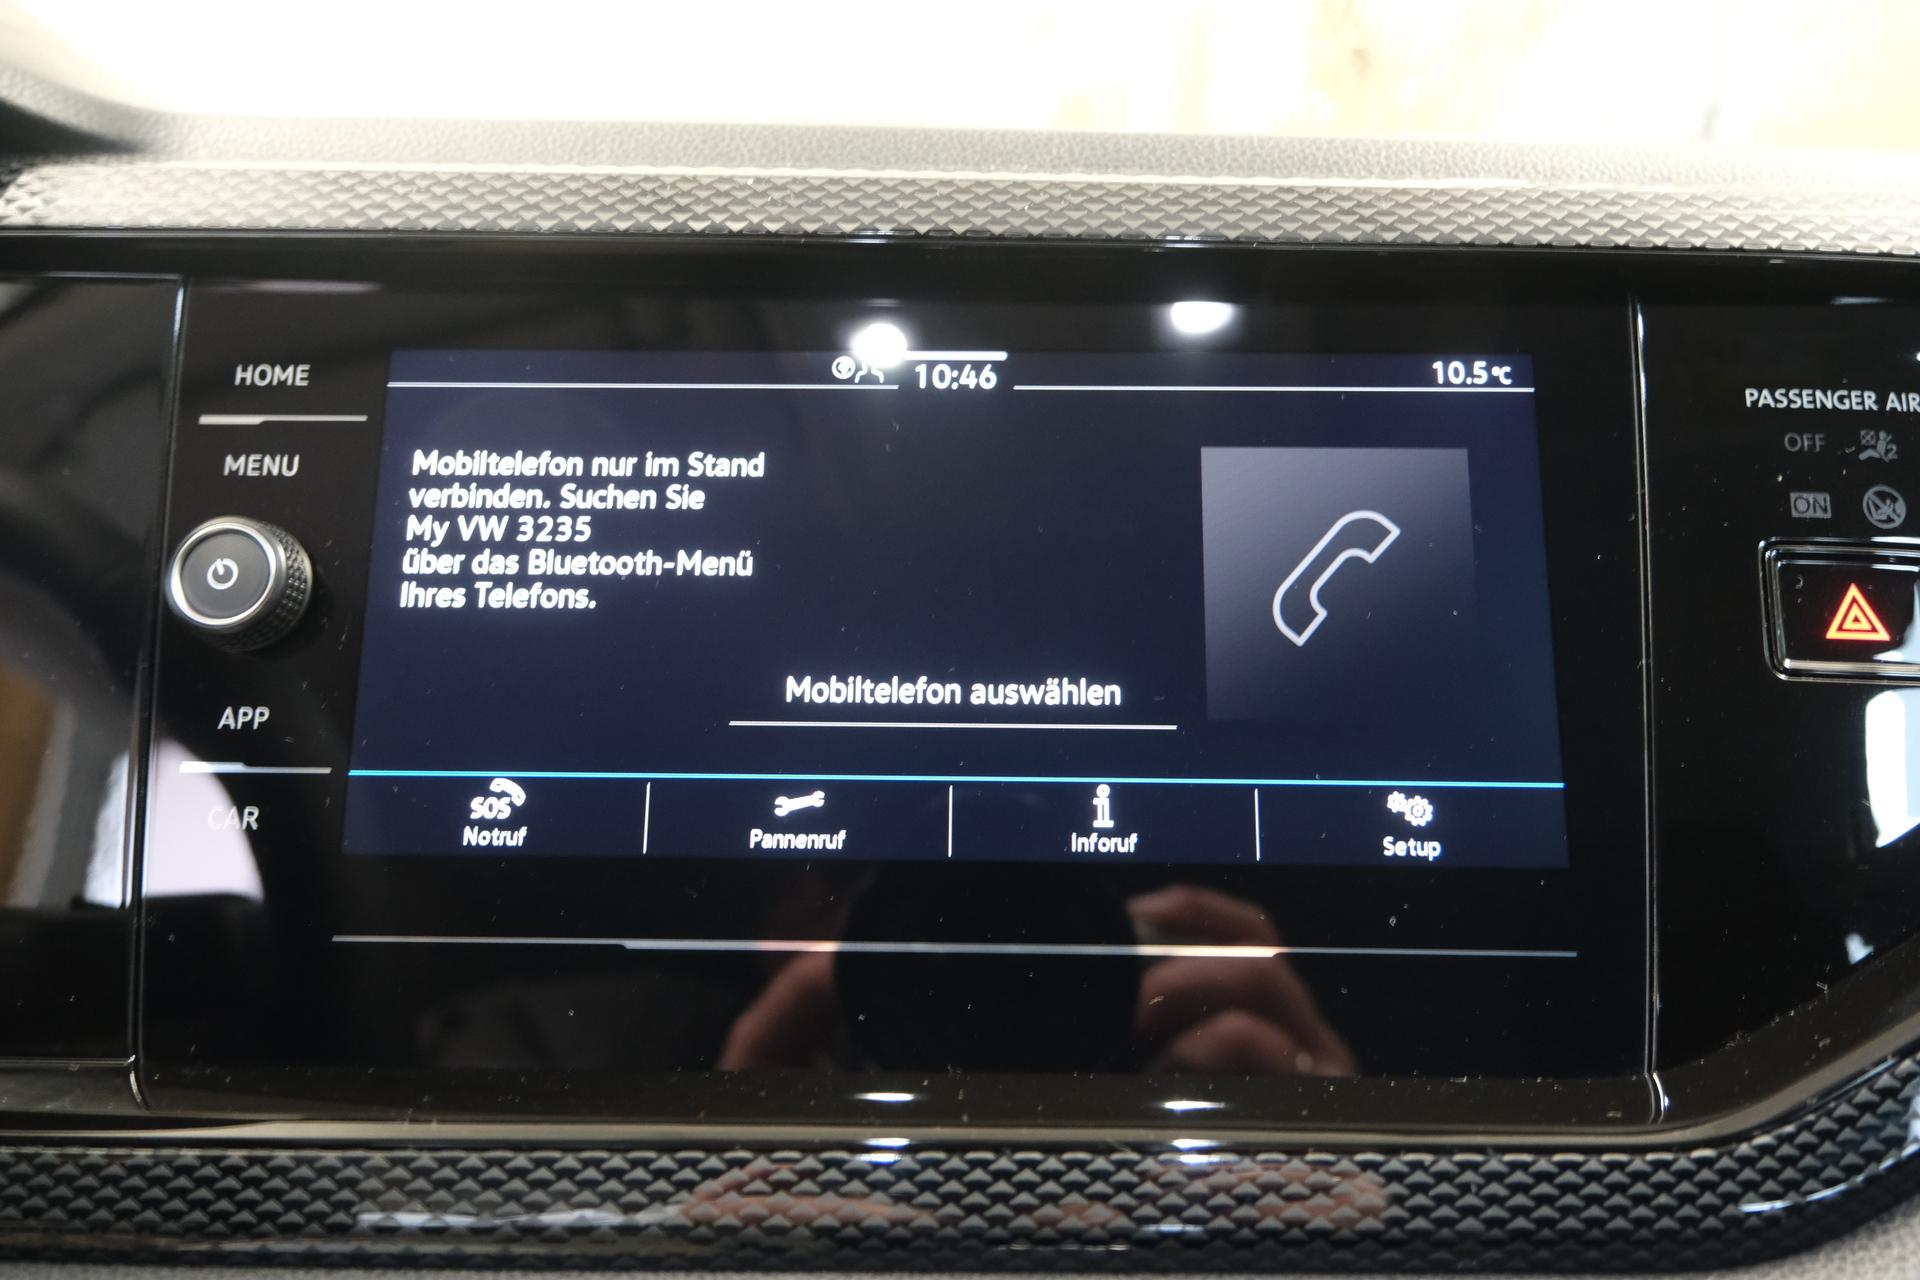 HOME
MENU
APP
CAR
10:46
10.5°C
Mobiltelefon nur im Stand
verbinden. Suchen Sie
My VW 3235
über das Bluetooth-Menü
Ihres Telefons.
Mobiltelefon auswählen
SOS
Notruf
Pannenruf
Inforuf
Setup
PASSENGER AIR
OFF
2
ON